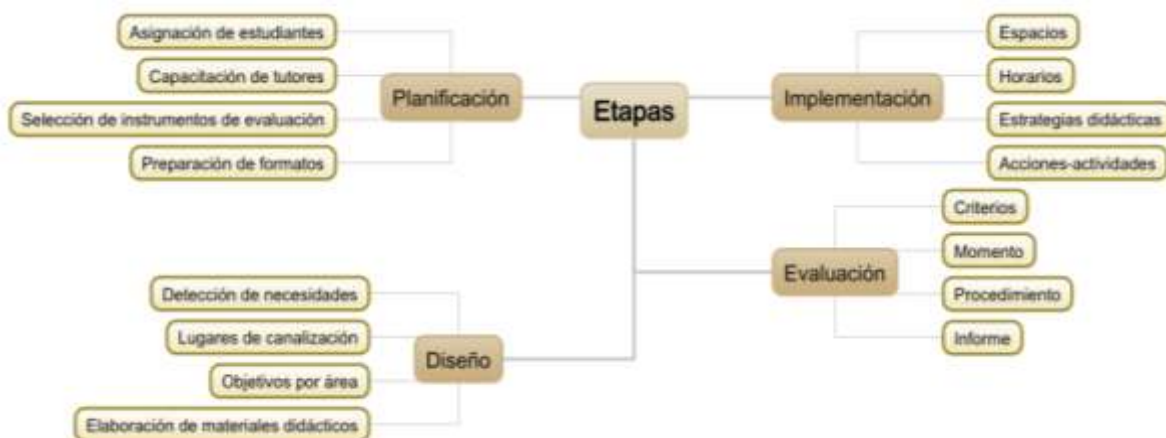 Etapas
Planificación
Asignación de estudiantes
Capacitación de tutores
Selección de instrumentos de evaluación
Preparación de formatos
Implementación
Espacios
Horarios
Estrategias didácticas
Acciones-actividades
Diseño
Detección de necesidades
Lugares de canalización
Objetivos por área
Elaboración de materiales didácticos
Evaluación
Criterios
Momento
Procedimiento
Informe